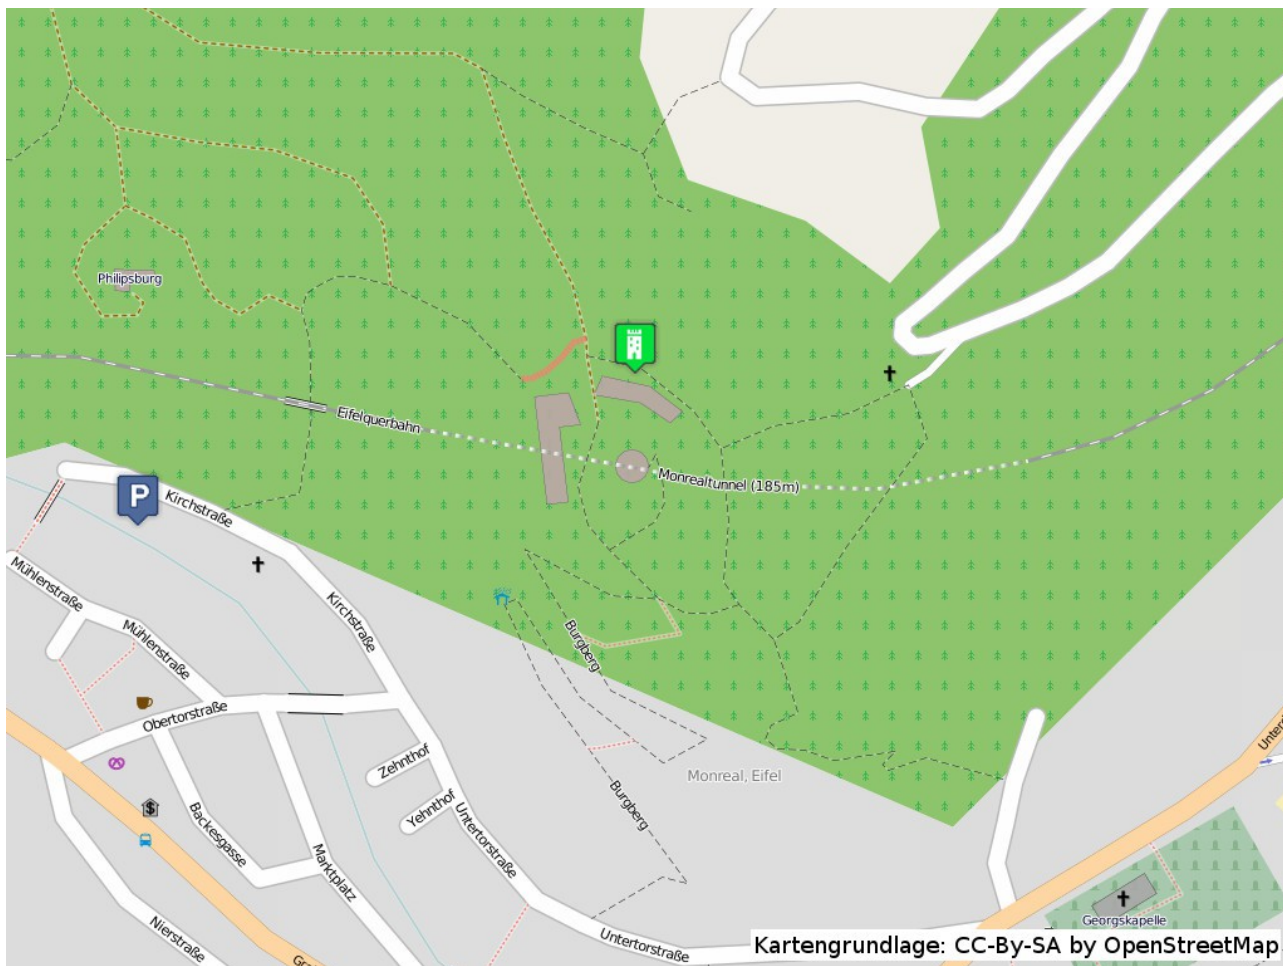 Philipsburg
Eifelquerbahn
Monrealtunnel (185m)
P
Kirchstraße
Mühlenstraße
Kirchstraße
Mühlenstraße
Burgberg
Obertorstraße
Zehnthof
Monreal, Eifel
$
Yehnthof
Burgberg
Backesgasse
Untertorstraße
Marktplatz
Georgskapelle
Nierstraße
Untertorstraße
Kartengrundlage: CC-By-SA by OpenStreetMap